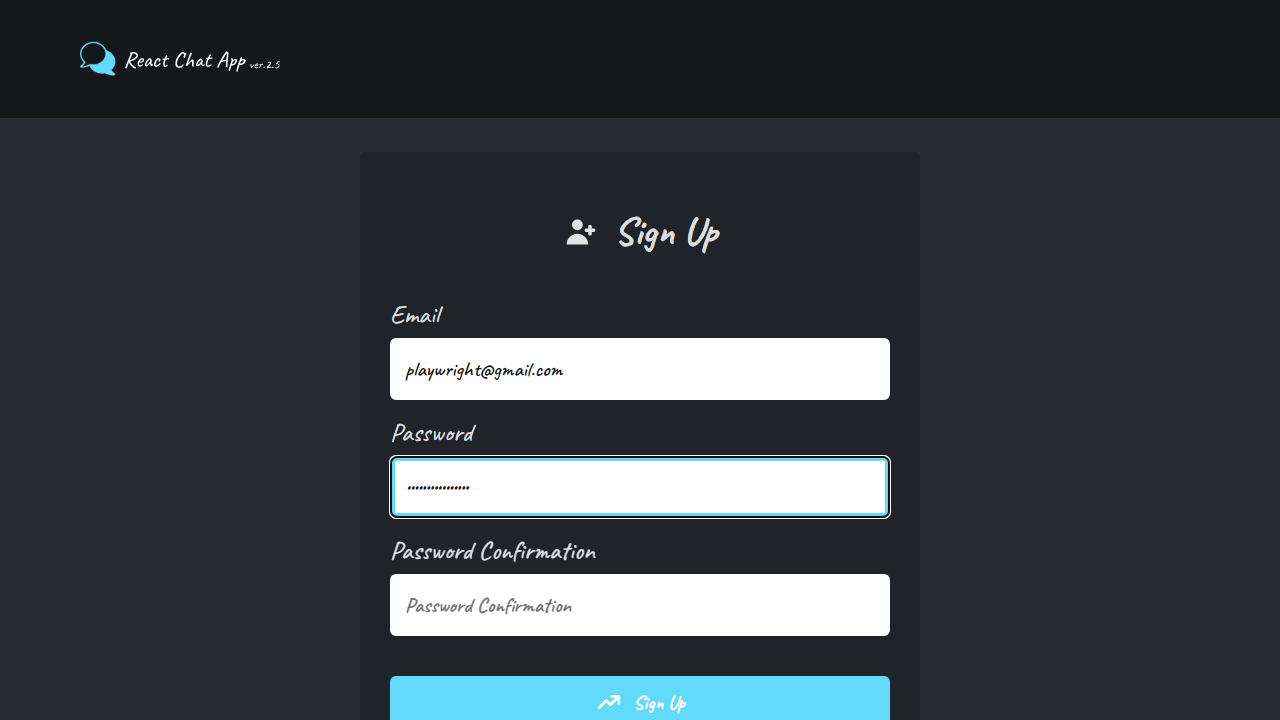 React Chat App ver.2.5
Sign Up
Email
playwright@gmail.com
Password
••••••••••••••••
Password Confirmation
Password Confirmation
Sign Up